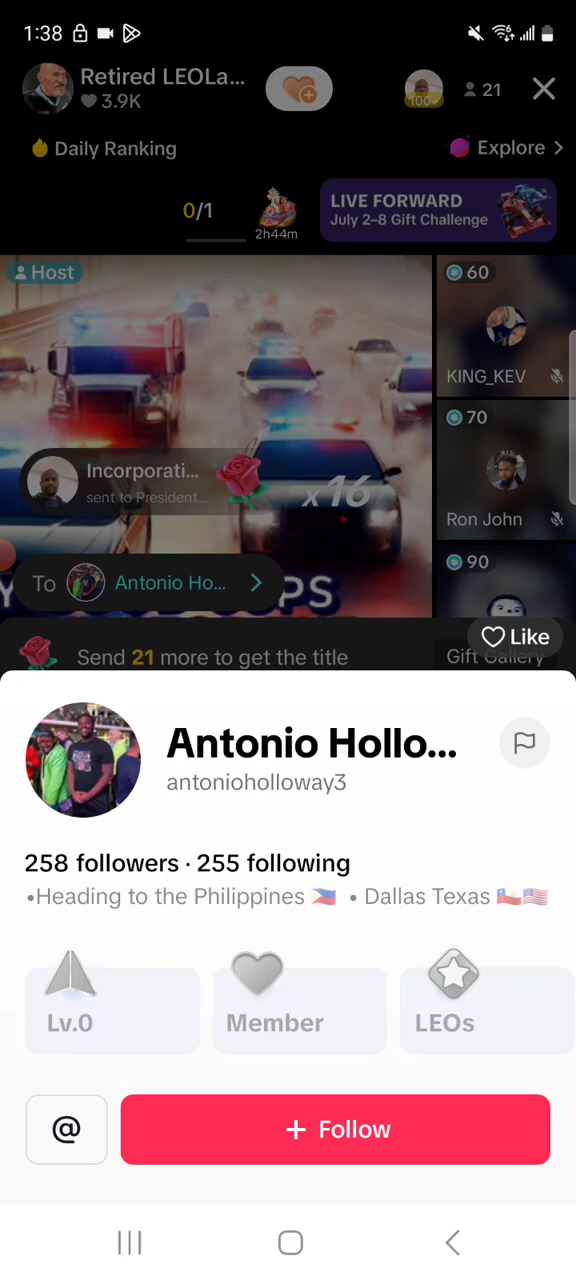 1:38
Retired LEOLa...
3.9K
100+
21
Daily Ranking
Explore
0/1
2h44m
LIVE FORWARD
July 2–8 Gift Challenge
Host
60
KING_KEV
Incorporati...
sent to President...
x16
70
Ron John
To Antonio Ho...
PS
90
Like
Send 21 more to get the title
Gift Gallery
Antonio Hollo...
antonioholloway3
258 followers · 255 following
•Heading to the Philippines 🇵🇭 • Dallas Texas 🇨🇱🇺🇸
Lv.0
Member
LEOs
@
+ Follow